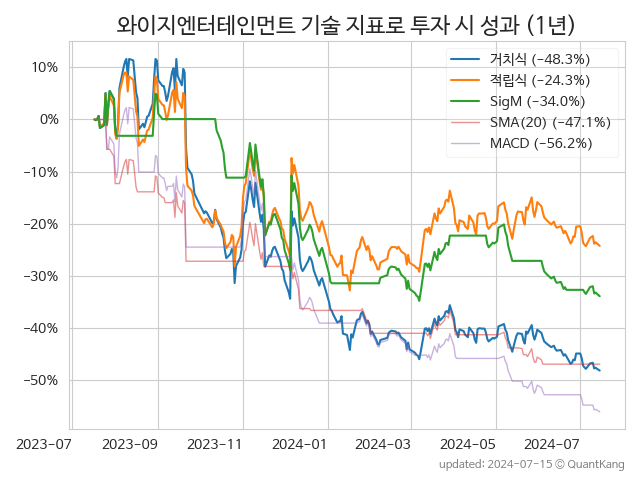 와이지엔터테인먼트 기술 지표로 투자 시 성과 (1년)
거치식 (−48.3%)
적립식 (−24.3%)
SigM (−34.0%)
SMA(20) (−47.1%)
MACD (−56.2%)
10%
0%
−10%
−20%
−30%
−40%
−50%
2023-07 2023-09 2023-11 2024-01 2024-03 2024-05 2024-07
updated: 2024-07-15 © QuantKang